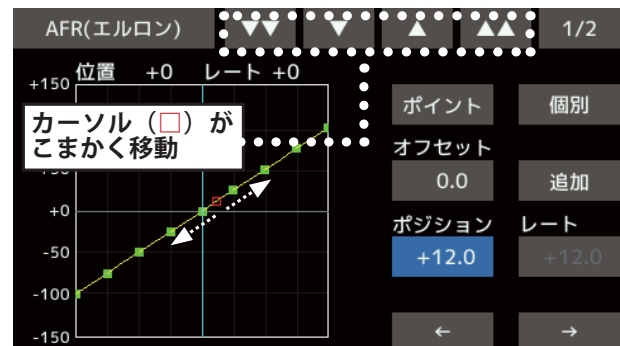 AFR(エルロン) ▼▼ ▼ ▲ ▲▲ 1/2
位置 +0 レート +0
+150
カーソル（□）が
こまかく移動
+0
-50
-100
-150
ポイント 個別
オフセット
0.0 追加
ポジション レート
+12.0 +12.0
← →